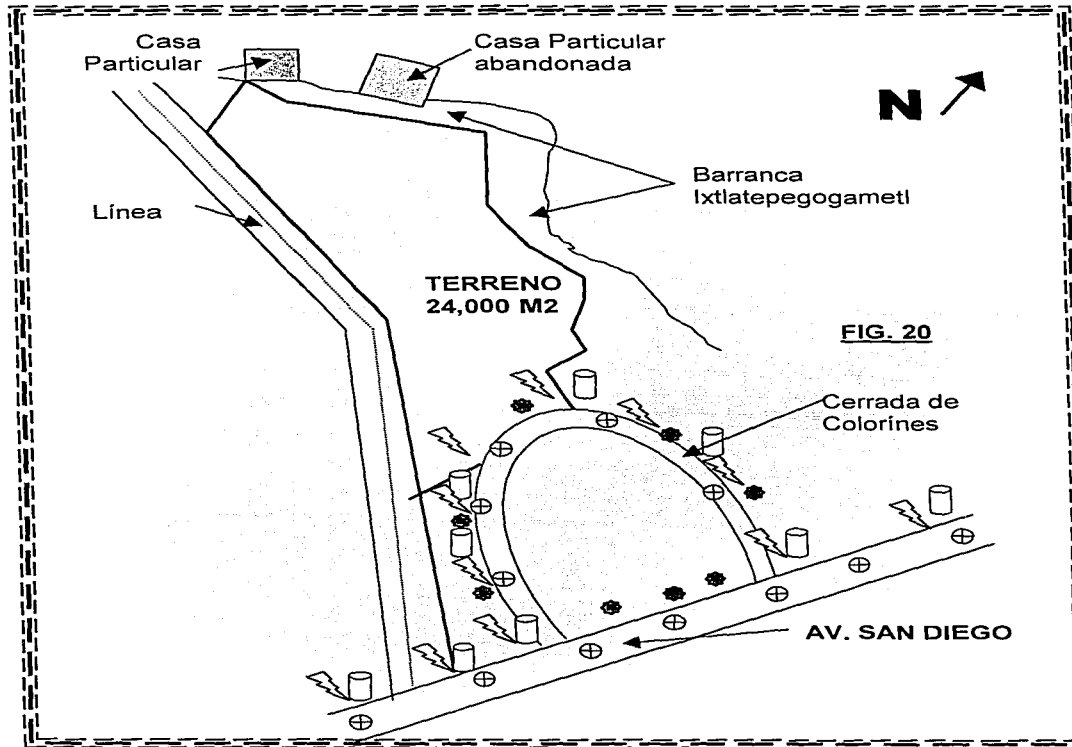 Casa
Particular
Casa Particular
abandonada
N
Barranca
Ixtlatepegogametl
Línea
TERRENO
24,000 M2
FIG. 20
Cerrada de
Colorínes
AV. SAN DIEGO